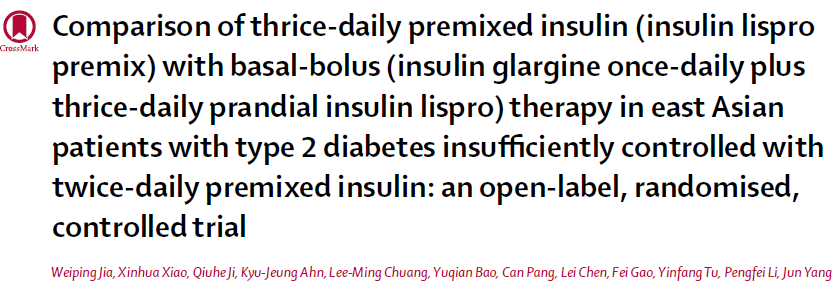 Comparison of thrice-daily premixed insulin (insulin lispro
premix) with basal-bolus (insulin glargine once-daily plus
thrice-daily prandial insulin lispro) therapy in east Asian
patients with type 2 diabetes insufficiently controlled with
twice-daily premixed insulin: an open-label, randomised,
controlled trial
CrossMark
Weiping Jia, Xinhua Xiao, Qiuhe Ji, Kyu-Jeung Ahn, Lee-Ming Chuang, Yuqian Bao, Can Pang, Lei Chen, Fei Gao, Yinfang Tu, Pengfei Li, Jun Yang